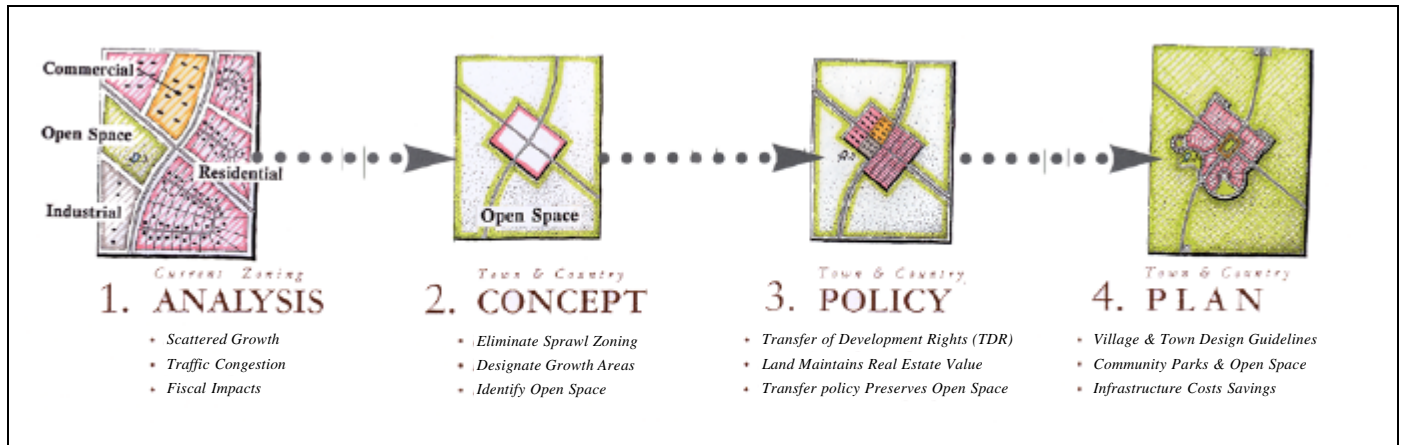 Commercial
Open Space
Residential
Industrial
Open Space
Current Zoning
1. ANALYSIS
Scattered Growth
Traffic Congestion
Fiscal Impacts
Town & Country
2. CONCEPT
Eliminate Sprawl Zoning
Designate Growth Areas
Identify Open Space
Town & Country
3. POLICY
Transfer of Development Rights (TDR)
Land Maintains Real Estate Value
Transfer policy Preserves Open Space
Town & Country
4. PLAN
Village & Town Design Guidelines
Community Parks & Open Space
Infrastructure Costs Savings